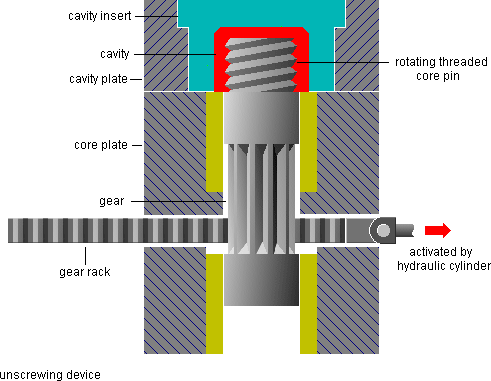 cavity insert
cavity
rotating threaded
core pin
cavity plate
core plate
gear
activated by
hydraulic cylinder
gear rack
unscrewing device